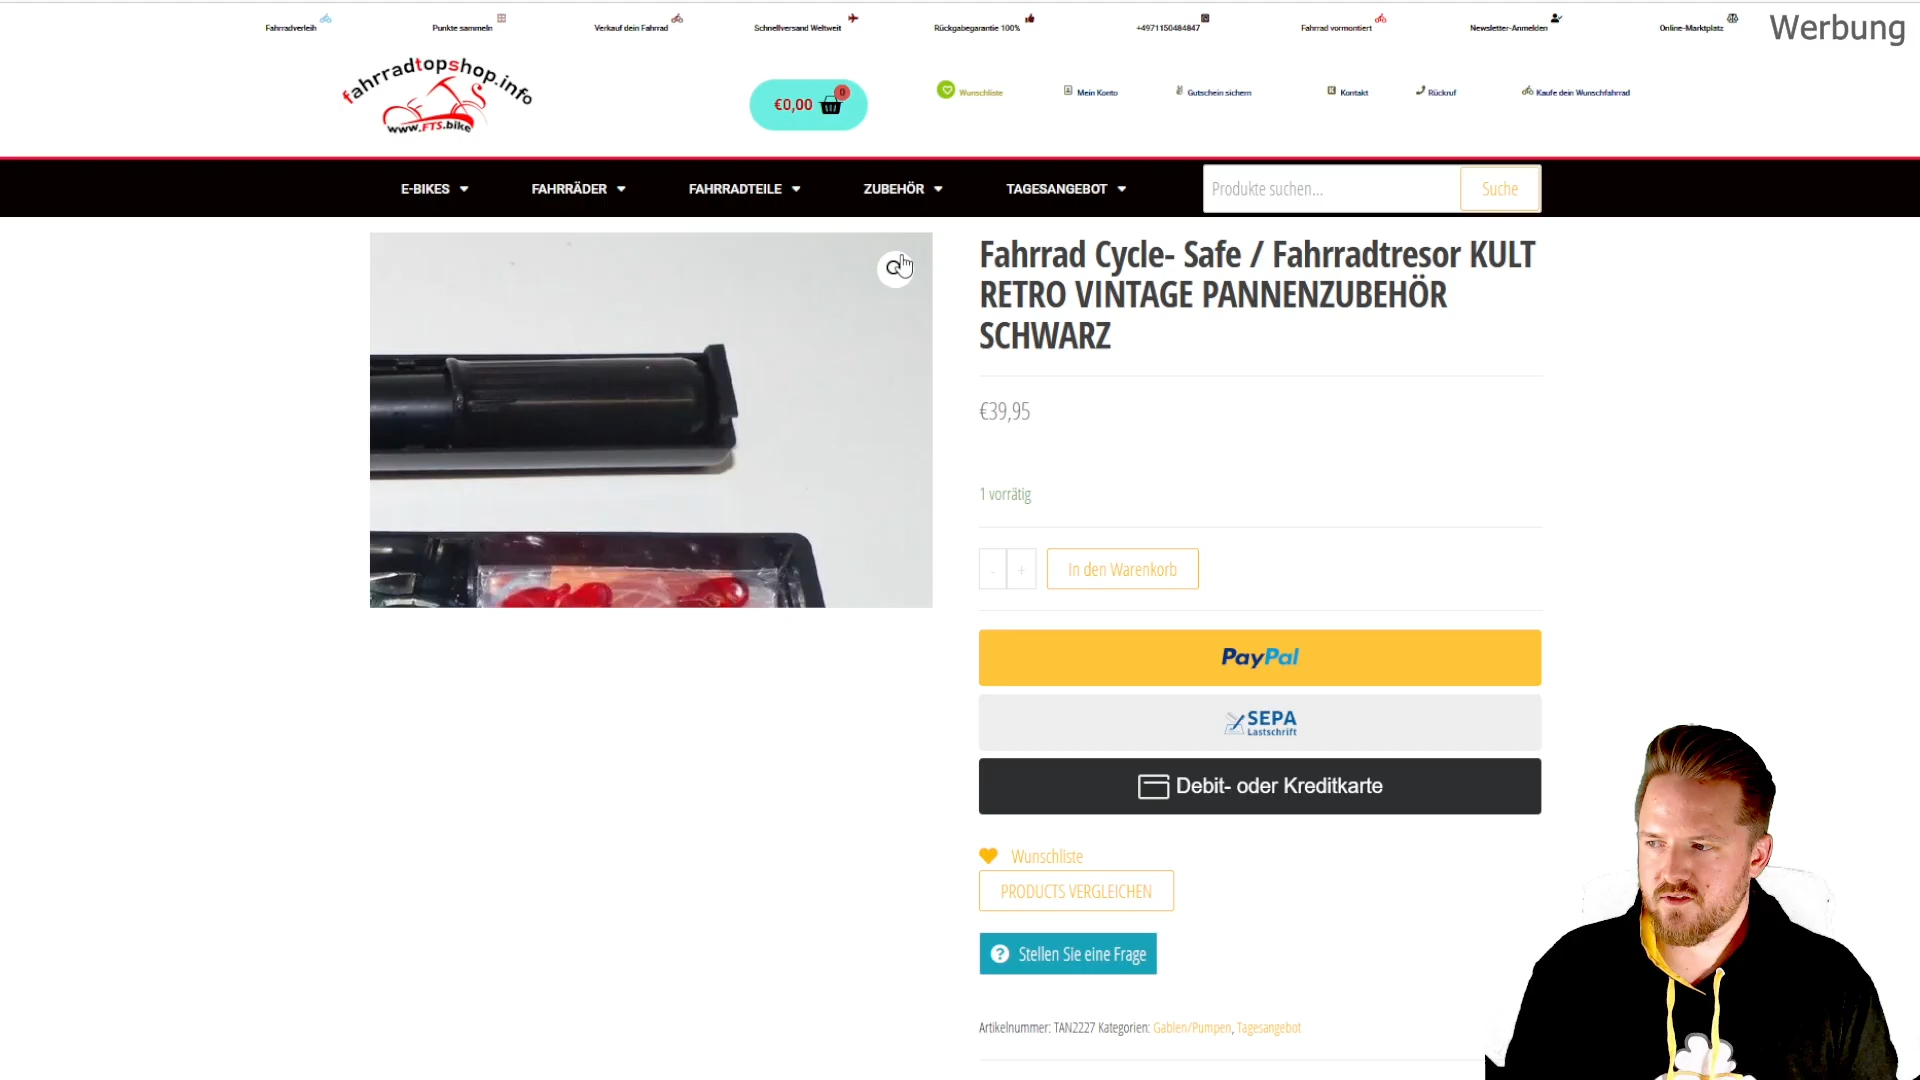 Fahrradverleih
Punkte sammeln
Verkauf dein Fahrrad
Schnellversand Weltweit
Rückgabegarantie 100%
+4971150484847
Fahrrad vormontiert
Newsletter-Anmelden
Online-Marktplatz
Werbung
fahrradtopshop.info
www.FTS.bike
€0,00
0
Wunschliste
Mein Konto
Gutschein sichern
Kontakt
Rückruf
Kaufe dein Wunschfahrrad
E-BIKES
FAHRRÄDER
FAHRRADTEILE
ZUBEHÖR
TAGESANGEBOT
Produkte suchen...
Suche
Fahrrad Cycle- Safe / Fahrradtresor KULT
RETRO VINTAGE PANNENZUBEHÖR
SCHWARZ
€39,95
1 vorrätig
- +
In den Warenkorb
PayPal
SEPA
Lastschrift
Debit- oder Kreditkarte
Wunschliste
PRODUCTS VERGLEICHEN
? Stellen Sie eine Frage
Artikelnummer: TAN2227 Kategorien: Gablen/Pumpen, Tagesangebot